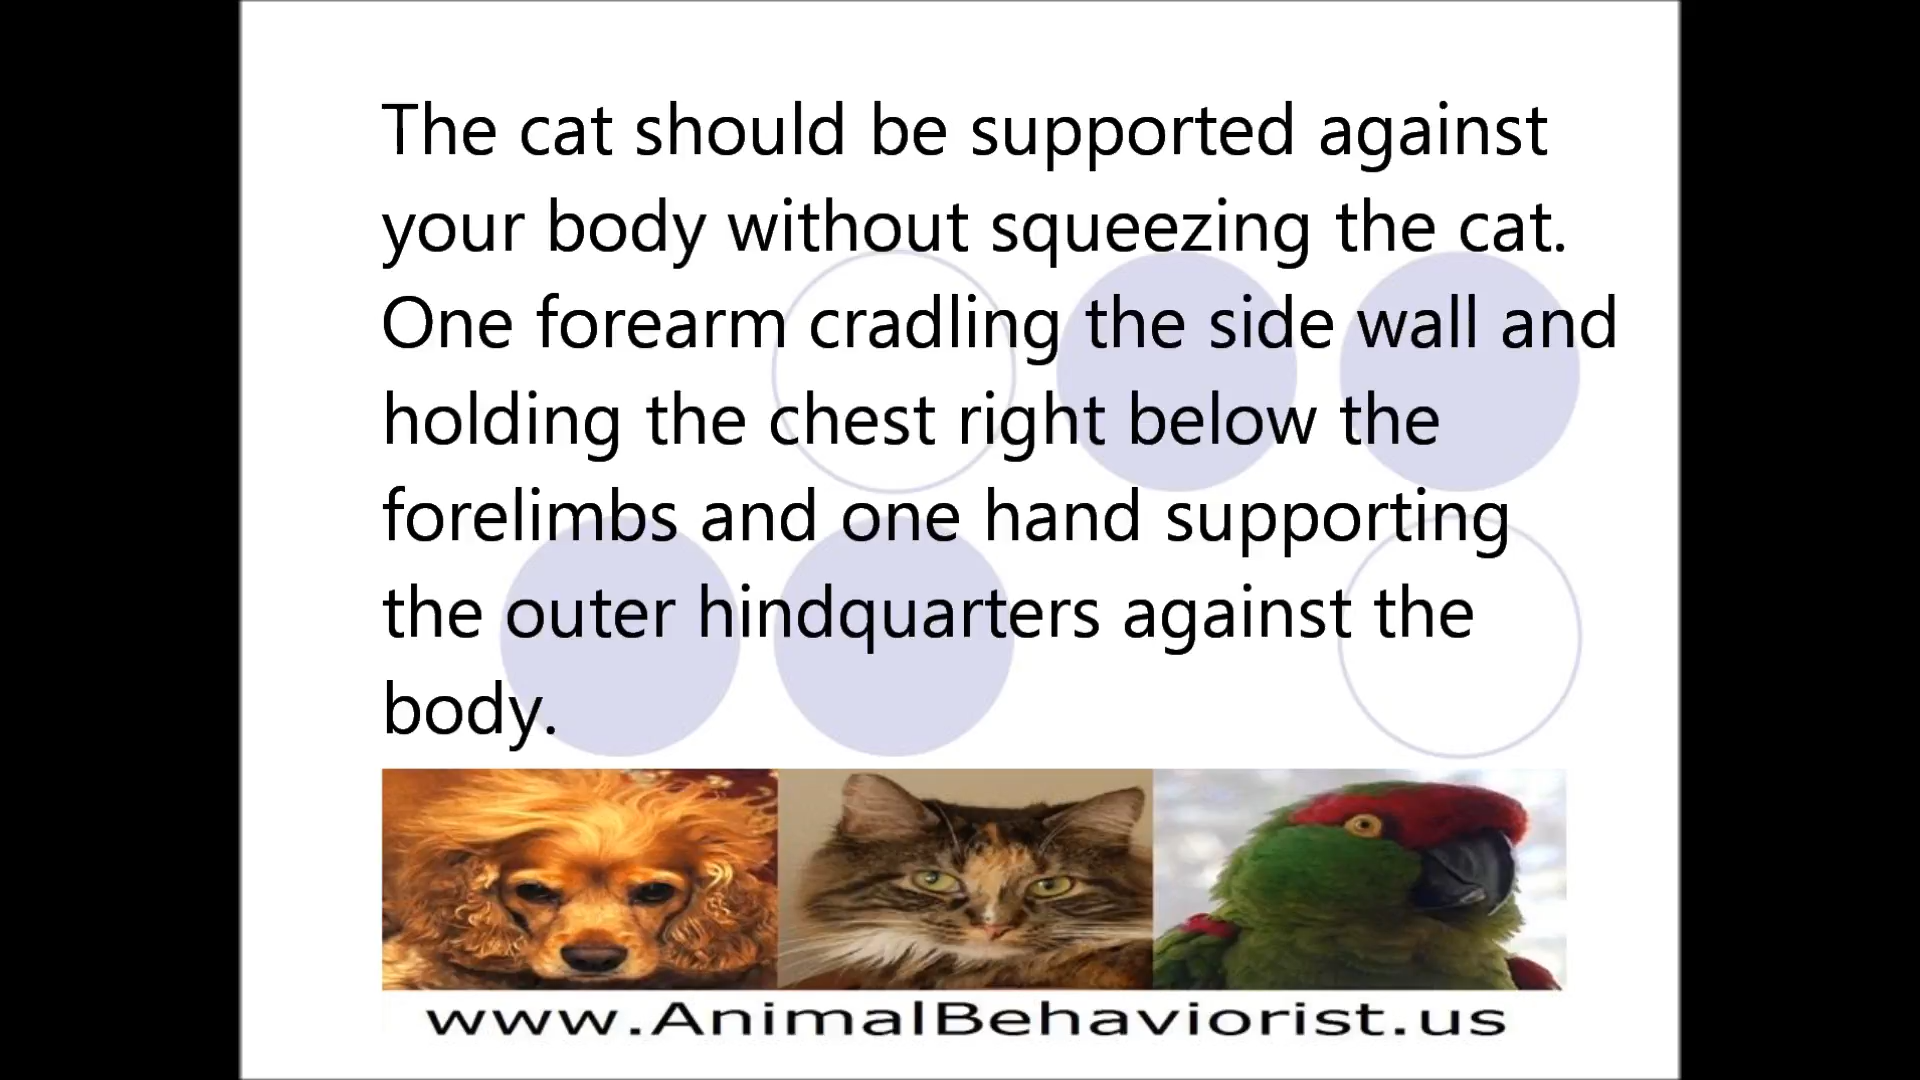 The cat should be supported against
your body without squeezing the cat.
One forearm cradling the side wall and
holding the chest right below the
forelimbs and one hand supporting
the outer hindquarters against the
body.
www.AnimalBehaviorist.us